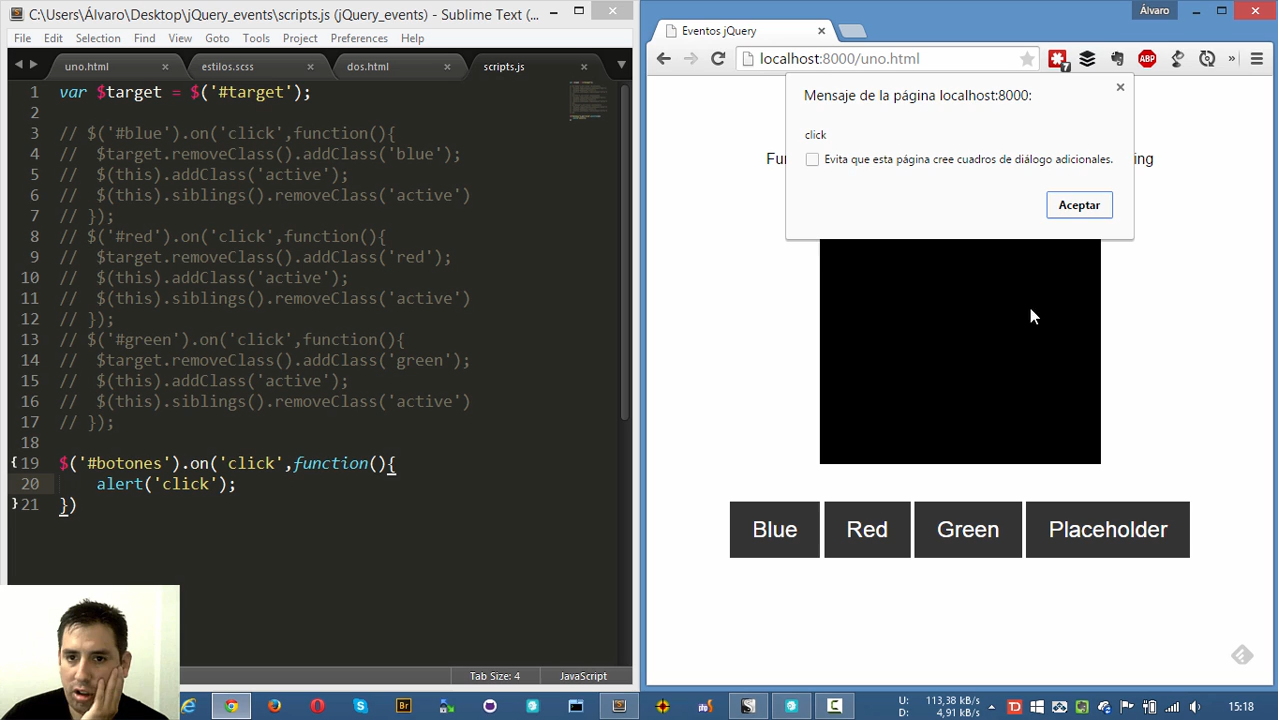 C:\Users\Álvaro\Desktop\jQuery_events\scripts.js (jQuery_events) - Sublime Text (...
File Edit Selection Find View Goto Tools Project Preferences Help
uno.html estilos.scss dos.html scripts.js
1 var $target = $('#target');
2
3 // $('#blue').on('click',function(){
4 // $target.removeClass().addClass('blue');
5 // $(this).addClass('active');
6 // $(this).siblings().removeClass('active')
7 // });
8 // $('#red').on('click',function(){
9 // $target.removeClass().addClass('red');
10 // $(this).addClass('active');
11 // $(this).siblings().removeClass('active')
12 // });
13 // $('#green').on('click',function(){
14 // $target.removeClass().addClass('green');
15 // $(this).addClass('active');
16 // $(this).siblings().removeClass('active')
17 // });
18
19 $('#botones').on('click',function(){
20 alert('click');
21 })
Tab Size: 4 JavaScript
Álvaro
Eventos jQuery
localhost:8000/uno.html
7
ABP
Mensaje de la página localhost:8000:
click
Evita que esta página cree cuadros de diálogo adicionales.
Aceptar
Blue Red Green Placeholder
Br
U: 113,38 kB/s
D: 4,91 kB/s
15:18